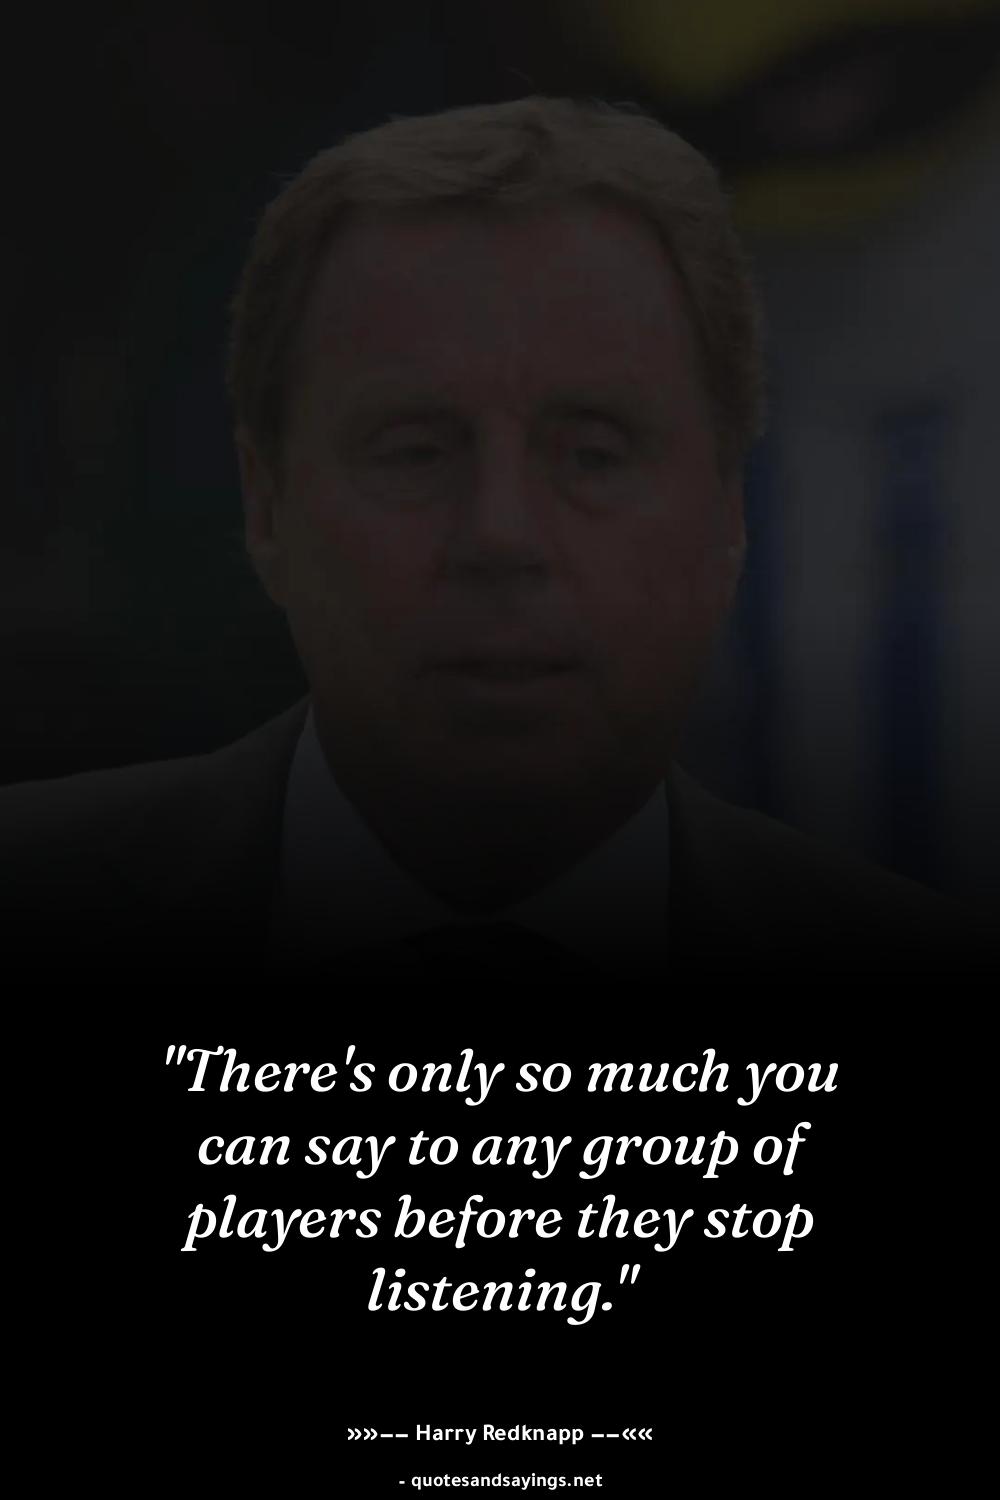 "There's only so much you
can say to any group of
players before they stop
listening."
»»−− Harry Redknapp −−««
- quotesandsayings.net